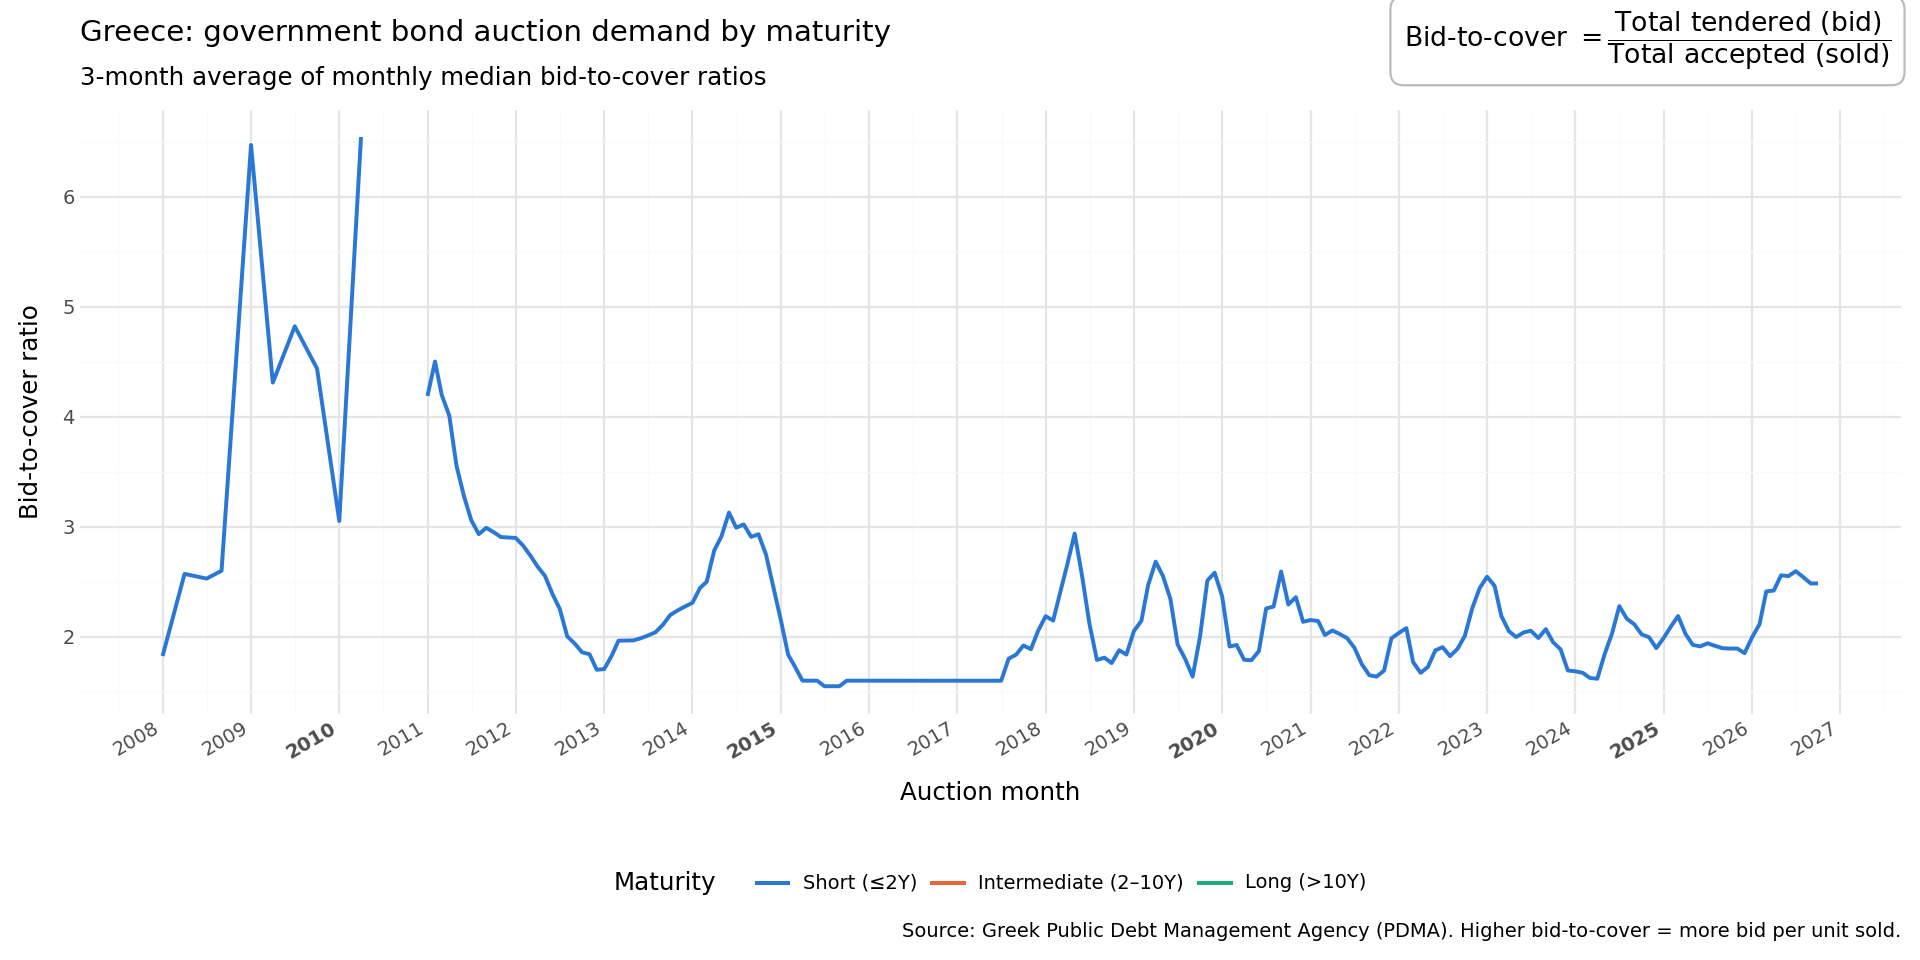 Greece: government bond auction demand by maturity
3-month average of monthly median bid-to-cover ratios
Bid-to-cover = Total tendered (bid)
Total accepted (sold)
Bid-to-cover ratio
6
5
4
3
2
2008 2009 2010 2011 2012 2013 2014 2015 2016 2017 2018 2019 2020 2021 2022 2023 2024 2025 2026 2027
Auction month
Maturity Short (≤2Y) Intermediate (2–10Y) Long (>10Y)
Source: Greek Public Debt Management Agency (PDMA). Higher bid-to-cover = more bid per unit sold.